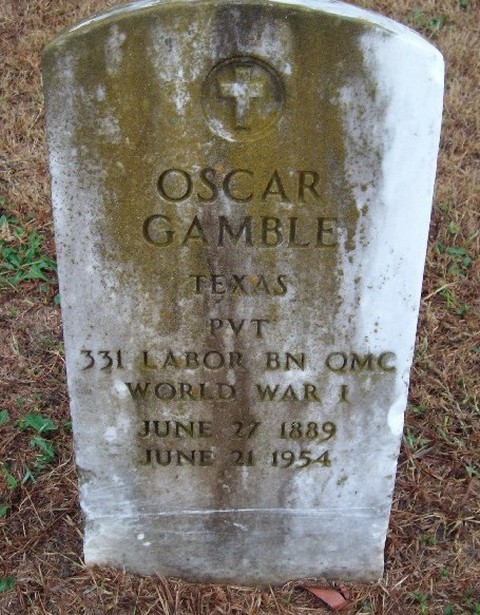 OSCAR
GAMBLE
TEXAS
PVT
331 LABOR BN QMC
WORLD WAR I
JUNE 27 1889
JUNE 21 1954